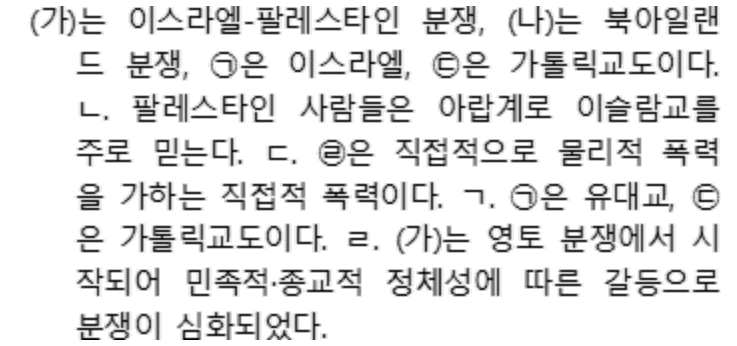 (가)는 이스라엘-팔레스타인 분쟁, (나)는 북아일랜
드 분쟁, ㉠은 이스라엘, ㉢은 가톨릭교도이다.
ㄴ. 팔레스타인 사람들은 아랍계로 이슬람교를
주로 믿는다. ㄷ. ㉣은 직접적으로 물리적 폭력
을 가하는 직접적 폭력이다. ㄱ. ㉠은 유대교, ㉢
은 가톨릭교도이다. ㄹ. (가)는 영토 분쟁에서 시
작되어 민족적·종교적 정체성에 따른 갈등으로
분쟁이 심화되었다.